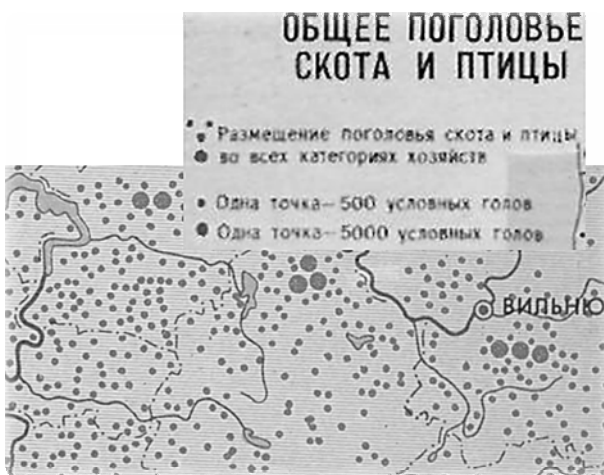 ОБЩЕЕ ПОГОЛОВЬЕ
СКОТА И ПТИЦЫ
Размещение поголовья скота и птицы
во всех категориях хозяйств
Одна точка—500 условных голов
Одна точка—5000 условных голов
ВИЛЬНЮ